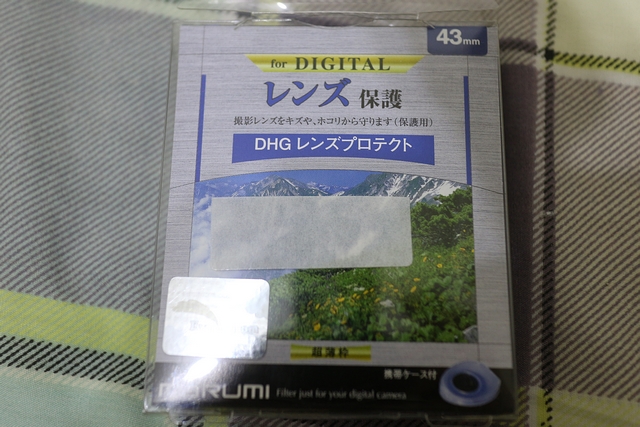 43mm
for DIGITAL
レンズ 保護
撮影レンズをキズや、ホコリから守ります(保護用)
DHG レンズプロテクト
超薄枠
携帯ケース付
MARUMI Filter just for your digital camera